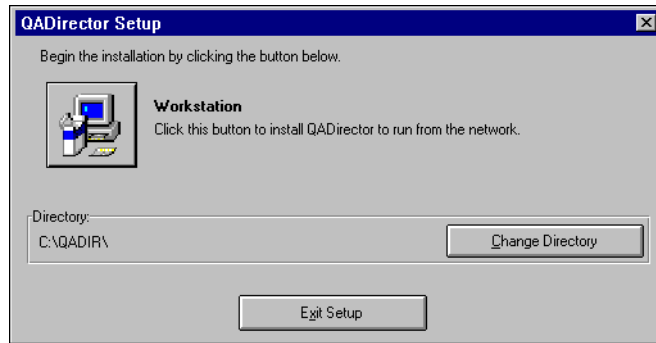 QADirector Setup
Begin the installation by clicking the button below.
Workstation
Click this button to install QADirector to run from the network.
Directory:
C:\QADIR\
Change Directory
Exit Setup